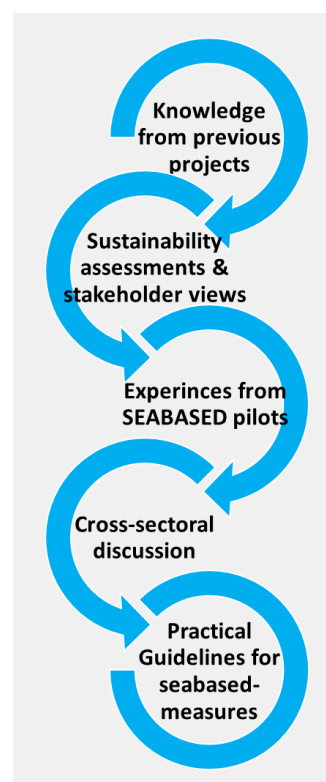 Knowledge
from previous
projects
Sustainability
assessments &
stakeholder views
Experinces from
SEABASED pilots
Cross-sectoral
discussion
Practical
Guidelines for
seabased-
measures